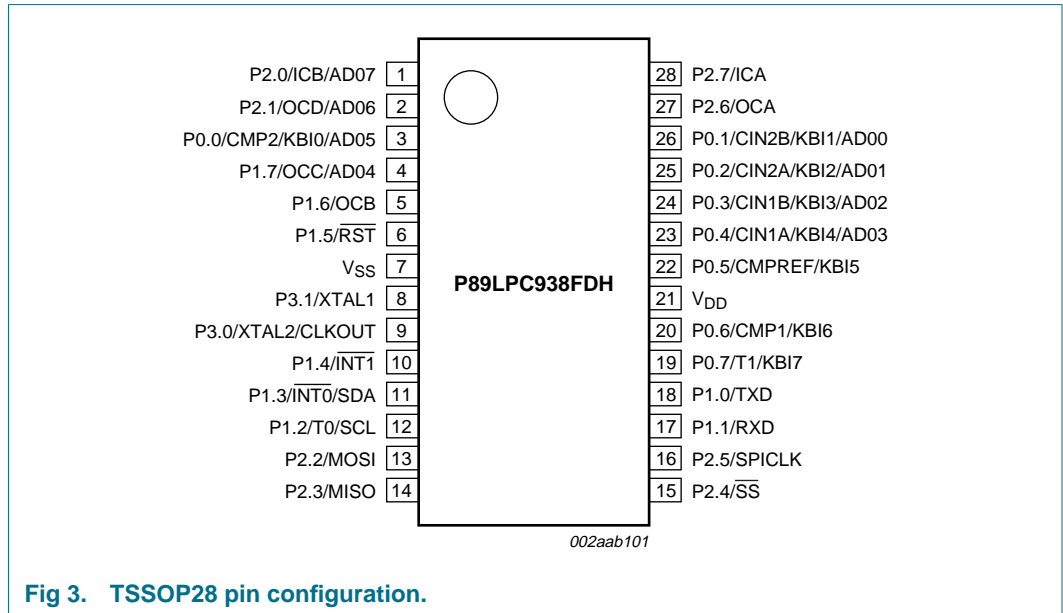 P2.0/ICB/AD07 1
P2.1/OCD/AD06 2
P0.0/CMP2/KBI0/AD05 3
P1.7/OCC/AD04 4
P1.6/OCB 5
P1.5/R̅S̅T̅ 6
VSS 7
P3.1/XTAL1 8
P3.0/XTAL2/CLKOUT 9
P1.4/I̅N̅T̅1̅ 10
P1.3/I̅N̅T̅0̅/SDA 11
P1.2/T0/SCL 12
P2.2/MOSI 13
P2.3/MISO 14
P89LPC938FDH
28 P2.7/ICA
27 P2.6/OCA
26 P0.1/CIN2B/KBI1/AD00
25 P0.2/CIN2A/KBI2/AD01
24 P0.3/CIN1B/KBI3/AD02
23 P0.4/CIN1A/KBI4/AD03
22 P0.5/CMPREF/KBI5
21 VDD
20 P0.6/CMP1/KBI6
19 P0.7/T1/KBI7
18 P1.0/TXD
17 P1.1/RXD
16 P2.5/SPICLK
15 P2.4/S̅S̅
002aab101
Fig 3. TSSOP28 pin configuration.